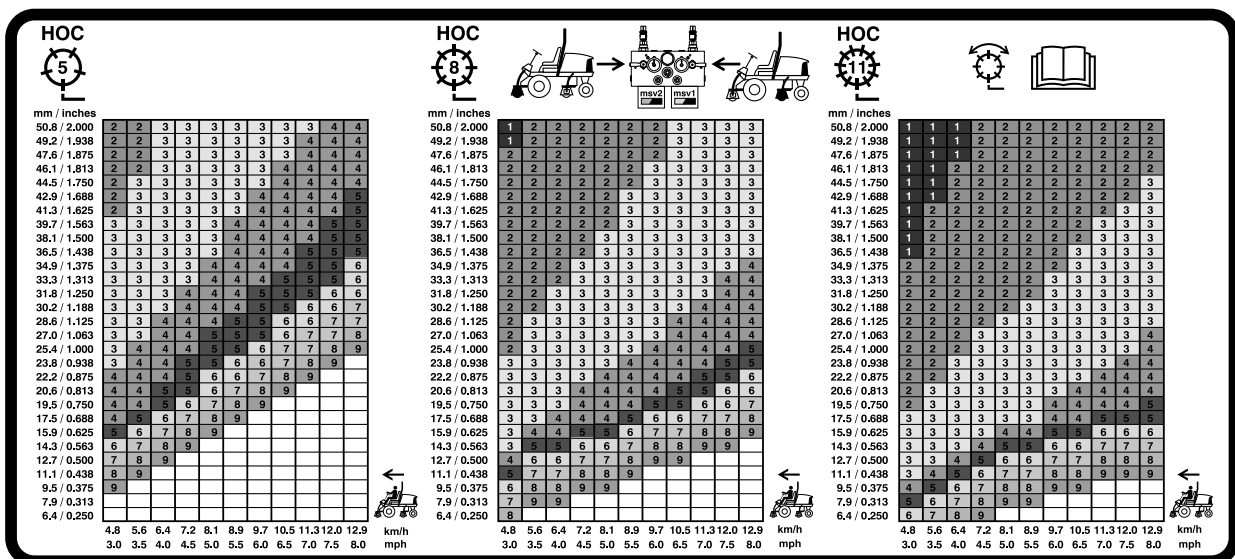 HOC
5
mm / inches
50.8 / 2.000 2 2 3 3 3 3 3 3 3 4 4
49.2 / 1.938 2 2 3 3 3 3 3 3 4 4 4
47.6 / 1.875 2 2 3 3 3 3 3 3 4 4 4
46.1 / 1.813 2 2 3 3 3 3 3 4 4 4 4
44.5 / 1.750 2 3 3 3 3 3 3 4 4 4 4
42.9 / 1.688 2 3 3 3 3 3 4 4 4 4 5
41.3 / 1.625 2 3 3 3 3 3 4 4 4 4 5
39.7 / 1.563 3 3 3 3 3 4 4 4 4 5 5
38.1 / 1.500 3 3 3 3 3 4 4 4 4 5 5
36.5 / 1.438 3 3 3 3 3 4 4 4 5 5 5
34.9 / 1.375 3 3 3 3 4 4 4 4 5 5 6
33.3 / 1.313 3 3 3 3 4 4 4 5 5 5 6
31.8 / 1.250 3 3 3 4 4 4 5 5 5 6 6
30.2 / 1.188 3 3 3 4 4 4 5 5 6 6 7
28.6 / 1.125 3 3 4 4 4 5 5 6 6 7 7
27.0 / 1.063 3 3 4 4 5 5 5 6 7 7 8
25.4 / 1.000 3 4 4 4 5 5 6 7 7 8 9
23.8 / 0.938 3 4 4 5 5 6 6 7 8 9
22.2 / 0.875 4 4 4 5 6 6 7 8 9
20.6 / 0.813 4 4 5 5 6 7 8 9
19.5 / 0.750 4 4 5 6 7 8 9
17.5 / 0.688 4 5 6 7 8 9
15.9 / 0.625 5 6 7 8 9
14.3 / 0.563 6 7 8 9
12.7 / 0.500 7 8 9
11.1 / 0.438 8 9
9.5 / 0.375 9
7.9 / 0.313
6.4 / 0,250
4.8 5.6 6.4 7.2 8.1 8.9 9.7 10.5 11.3 12.0 12.9 km/h
3.0 3.5 4.0 4.5 5.0 5.5 6.0 6.5 7.0 7.5 8.0 mph
HOC
8
msv2 msv1
mm / inches
50.8 / 2.000 1 2 2 2 2 2 2 3 3 3 3
49.2 / 1.938 1 2 2 2 2 2 2 3 3 3 3
47.6 / 1.875 2 2 2 2 2 2 2 3 3 3 3
46.1 / 1.813 2 2 2 2 2 2 3 3 3 3 3
44.5 / 1.750 2 2 2 2 2 2 3 3 3 3 3
42.9 / 1.688 2 2 2 2 2 3 3 3 3 3 3
41.3 / 1.625 2 2 2 2 2 3 3 3 3 3 3
39.7 / 1.563 2 2 2 2 2 3 3 3 3 3 3
38.1 / 1.500 2 2 2 2 3 3 3 3 3 3 3
36.5 / 1.438 2 2 2 2 3 3 3 3 3 3 3
34.9 / 1.375 2 2 2 3 3 3 3 3 3 3 4
33.3 / 1.313 2 2 2 3 3 3 3 3 3 4 4
31.8 / 1.250 2 2 3 3 3 3 3 3 3 4 4
30.2 / 1.188 2 2 3 3 3 3 3 3 4 4 4
28.6 / 1.125 2 3 3 3 3 3 3 4 4 4 4
27.0 / 1.063 2 3 3 3 3 3 3 4 4 4 4
25.4 / 1.000 2 3 3 3 3 3 4 4 4 4 5
23.8 / 0.938 3 3 3 3 3 4 4 4 4 5 5
22.2 / 0.875 3 3 3 3 4 4 4 4 5 5 6
20.6 / 0.813 3 3 3 4 4 4 4 5 5 6 6
19.5 / 0.750 3 3 3 4 4 4 5 5 6 6 7
17.5 / 0.688 3 3 4 4 4 5 6 6 7 7 8
15.9 / 0.625 3 4 4 5 5 6 6 7 7 8 9
14.3 / 0.563 3 5 5 6 6 7 7 8 9 9
12.7 / 0.500 4 5 6 6 7 8 9 9
11.1 / 0.438 5 7 7 8 8 9
9.5 / 0.375 6 7 8 9 9
7.9 / 0.313 7 9 9
6.4 / 0,250 8
4.8 5.6 6.4 7.2 8.1 8.9 9.7 10.5 11.3 12.0 12.9 km/h
3.0 3.5 4.0 4.5 5.0 5.5 6.0 6.5 7.0 7.5 8.0 mph
HOC
11
mm / inches
50.8 / 2.000 1 1 1 2 2 2 2 2 2 2 2
49.2 / 1.938 1 1 1 2 2 2 2 2 2 2 2
47.6 / 1.875 1 1 1 2 2 2 2 2 2 2 2
46.1 / 1.813 1 1 2 2 2 2 2 2 2 2 2
44.5 / 1.750 1 1 2 2 2 2 2 2 2 2 3
42.9 / 1.688 1 1 2 2 2 2 2 2 2 2 3
41.3 / 1.625 1 2 2 2 2 2 2 2 2 3 3
39.7 / 1.563 1 2 2 2 2 2 2 2 3 3 3
38.1 / 1.500 1 2 2 2 2 2 2 2 3 3 3
36.5 / 1.438 1 2 2 2 2 2 2 3 3 3 3
34.9 / 1.375 2 2 2 2 2 2 2 3 3 3 3
33.3 / 1.313 2 2 2 2 2 2 3 3 3 3 3
31.8 / 1.250 2 2 2 2 2 2 3 3 3 3 3
30.2 / 1.188 2 2 2 2 2 3 3 3 3 3 3
28.6 / 1.125 2 2 2 2 3 3 3 3 3 3 3
27.0 / 1.063 2 2 2 3 3 3 3 3 3 3 4
25.4 / 1.000 2 2 2 3 3 3 3 3 3 3 4
23.8 / 0.938 2 2 3 3 3 3 3 3 3 4 4
22.2 / 0.875 2 2 3 3 3 3 3 3 4 4 4
20.6 / 0.813 2 3 3 3 3 3 3 4 4 4 4
19.5 / 0.750 2 3 3 3 3 3 4 4 4 4 5
17.5 / 0.688 3 3 3 3 3 4 4 4 5 5 5
15.9 / 0.625 3 3 3 3 4 4 5 5 6 6 6
14.3 / 0.563 3 3 3 4 5 5 5 6 6 7 7
12.7 / 0.500 3 3 4 5 5 6 6 7 7 8 8
11.1 / 0.438 3 4 5 6 6 7 7 8 9 9 9
9.5 / 0.375 4 5 6 7 7 8 9 9
7.9 / 0.313 5 6 7 8 9 9
6.4 / 0,250 6 7 8 9
4.8 5.6 6.4 7.2 8.1 8.9 9.7 10.5 11.3 12.0 12.9 km/h
3.0 3.5 4.0 4.5 5.0 5.5 6.0 6.5 7.0 7.5 8.0 mph